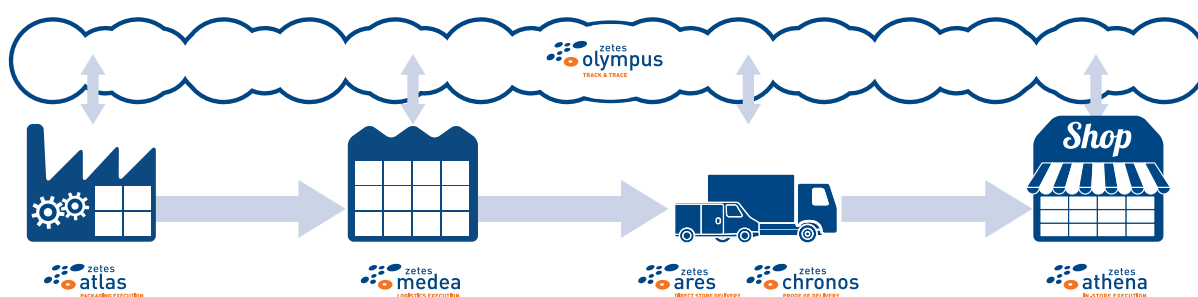 zetes
olympus
TRACK & TRACE
Shop
zetes
atlas
PACKAGING EXECUTION
zetes
medea
LOGISTICS EXECUTION
zetes
ares
DIRECT STORE DELIVERY
zetes
chronos
PROOF OF DELIVERY
zetes
athena
IN-STORE EXECUTION